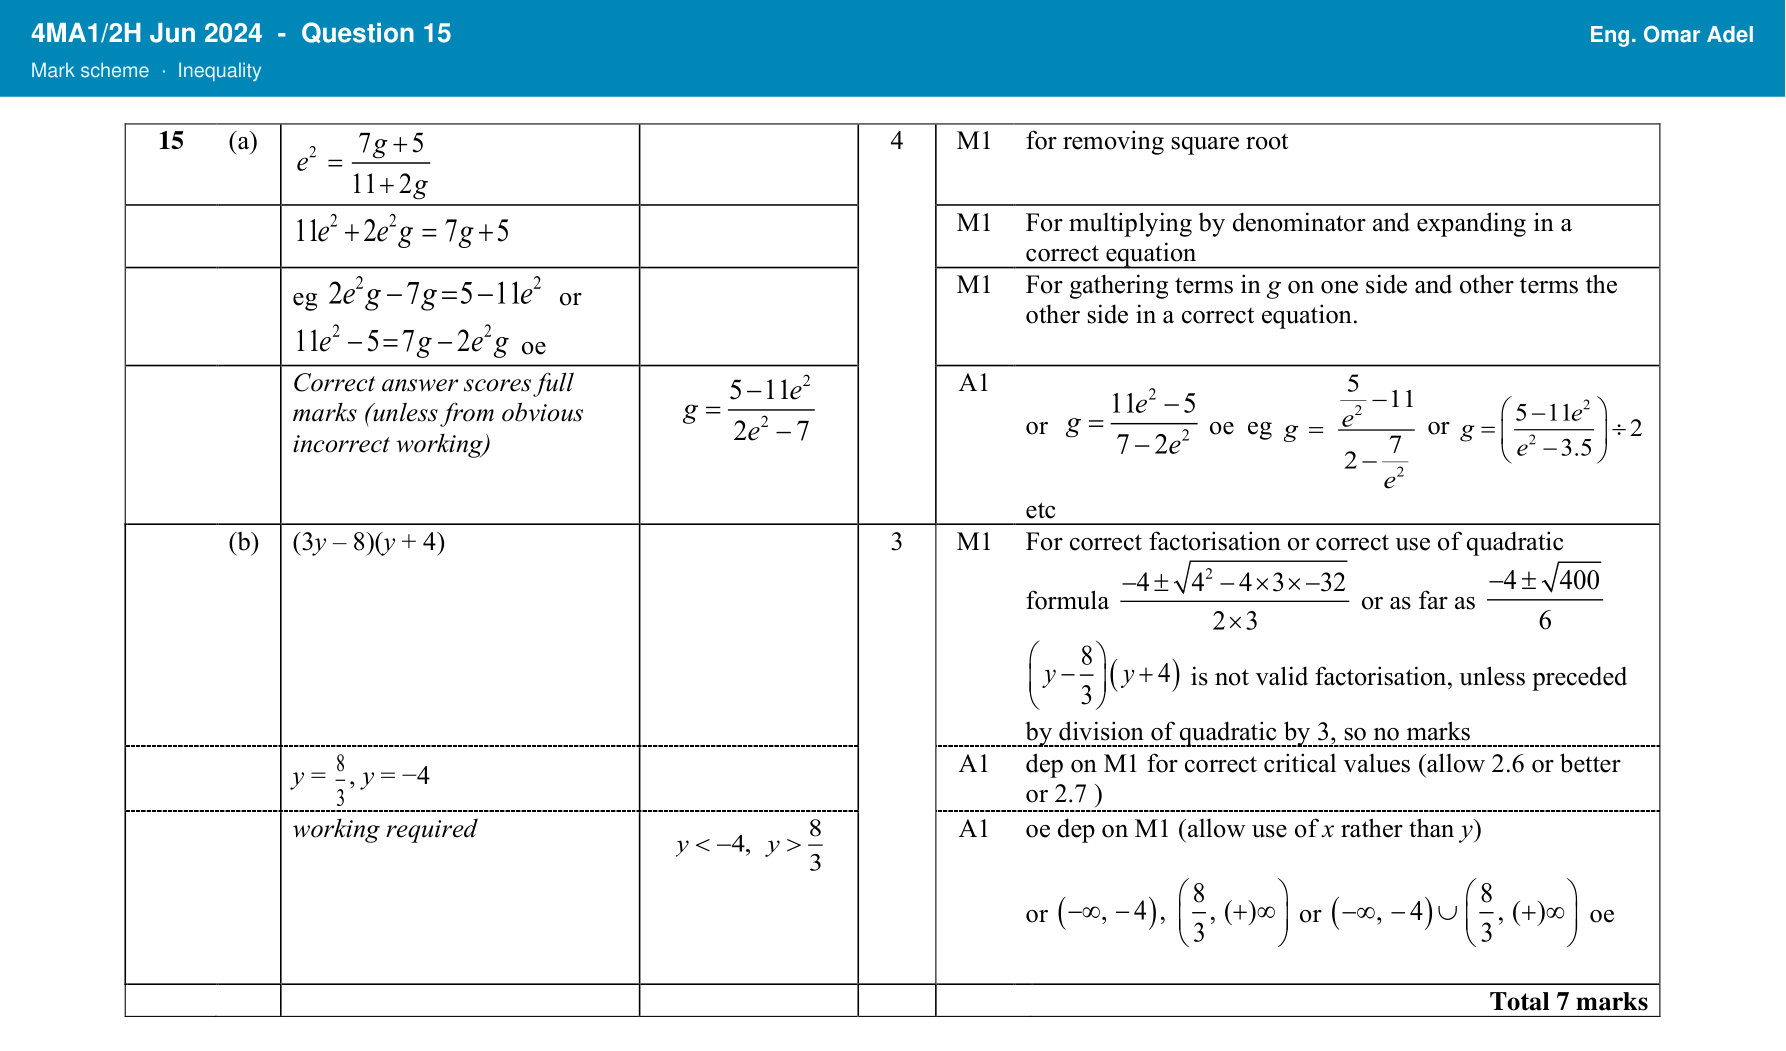 4MA1/2H Jun 2024 - Question 15
Eng. Omar Adel
Mark scheme · Inequality
15 (a) e² = (7g + 5)/(11 + 2g) 4 M1 for removing square root
11e² + 2e²g = 7g + 5 M1 For multiplying by denominator and expanding in a
correct equation
eg 2e²g − 7g = 5 − 11e² or M1 For gathering terms in g on one side and other terms the
11e² − 5 = 7g − 2e²g oe other side in a correct equation.
Correct answer scores full
marks (unless from obvious
incorrect working)
g = (5 − 11e²)/(2e² − 7)
A1 or g = (11e² − 5)/(7 − 2e²) oe eg g = (5/e² − 11)/(2 − 7/e²) or g = ((5 − 11e²)/(e² − 3.5)) ÷ 2
etc
(b) (3y – 8)(y + 4) 3 M1 For correct factorisation or correct use of quadratic
formula (−4 ± √(4² − 4 × 3 × −32))/(2 × 3) or as far as (−4 ± √400)/6
(y − 8/3)(y + 4) is not valid factorisation, unless preceded
by division of quadratic by 3, so no marks
y = 8/3, y = −4 A1 dep on M1 for correct critical values (allow 2.6 or better
or 2.7 )
working required y < −4, y > 8/3 A1 oe dep on M1 (allow use of x rather than y)
or (−∞, −4), (8/3, (+)∞) or (−∞, −4) ∪ (8/3, (+)∞) oe
Total 7 marks